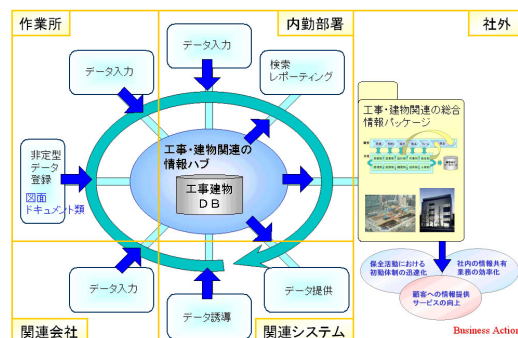 作業所
内勤部署
社外
データ入力
データ入力
検索
レポーティング
工事・建物関連の総合
情報パッケージ
工事・建物関連の
情報ハブ
非定型
データ
登録
図面
ドキュメント類
工事建物
DB
データ入力
データ誘導
データ提供
保全活動における
初動体制の迅速化
社内の情報共有
業務の効率化
顧客への情報提供
サービスの向上
関連会社
関連システム
Business Action